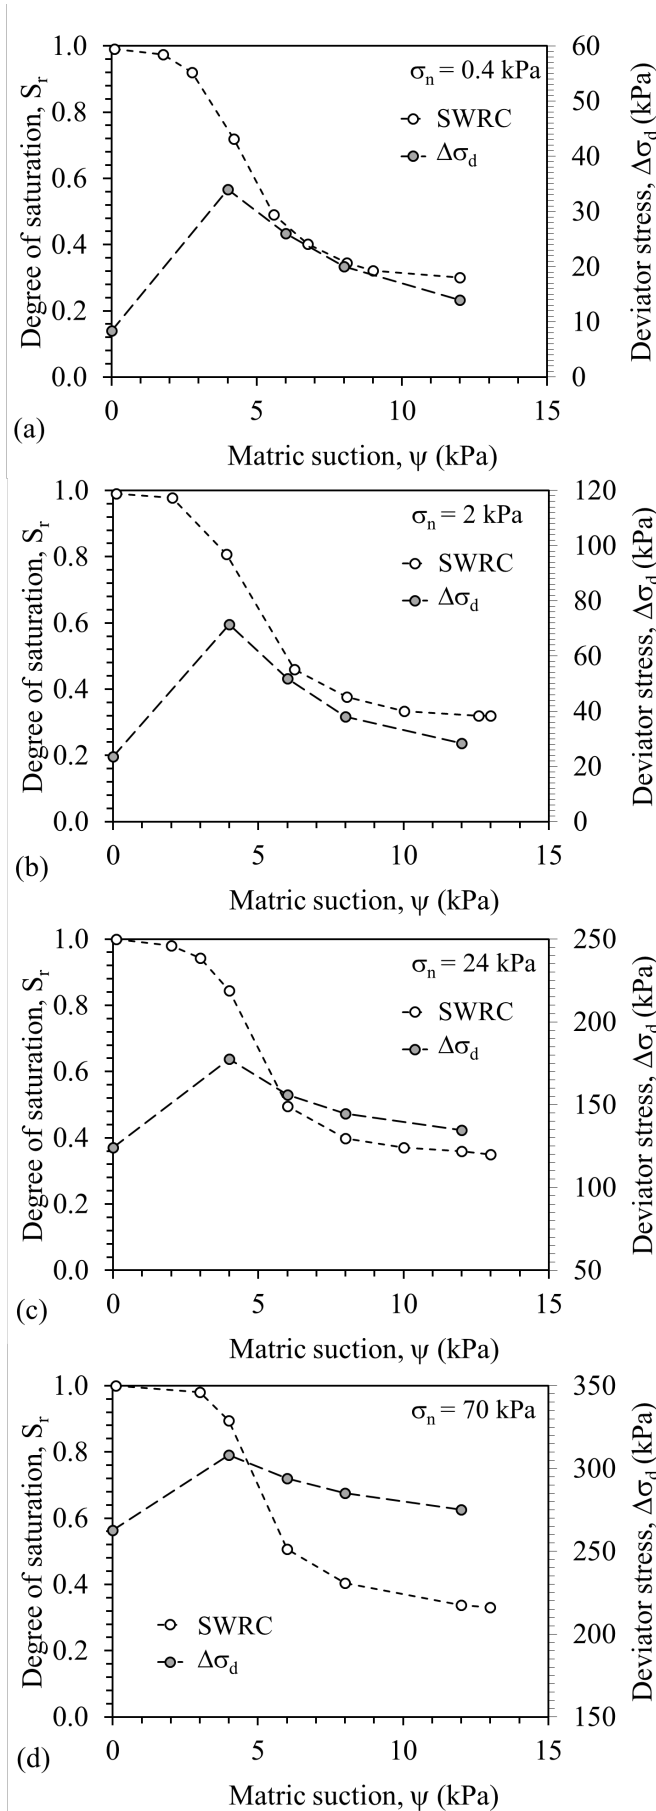 1.0
0.8
0.6
0.4
0.2
0.0
Degree of saturation, Sᵣ
60
50
40
30
20
10
0
Deviator stress, Δσd (kPa)
σn = 0.4 kPa
SWRC
Δσd
0 5 10 15
(a)
Matric suction, ψ (kPa)
1.0
0.8
0.6
0.4
0.2
0.0
Degree of saturation, Sᵣ
120
100
80
60
40
20
0
Deviator stress, Δσd (kPa)
σn = 2 kPa
SWRC
Δσd
0 5 10 15
(b)
Matric suction, ψ (kPa)
1.0
0.8
0.6
0.4
0.2
0.0
Degree of saturation, Sᵣ
250
200
150
100
50
Deviator stress, Δσd (kPa)
σn = 24 kPa
SWRC
Δσd
0 5 10 15
(c)
Matric suction, ψ (kPa)
1.0
0.8
0.6
0.4
0.2
0.0
Degree of saturation, Sᵣ
350
300
250
200
150
Deviator stress, Δσd (kPa)
σn = 70 kPa
SWRC
Δσd
0 5 10 15
(d)
Matric suction, ψ (kPa)